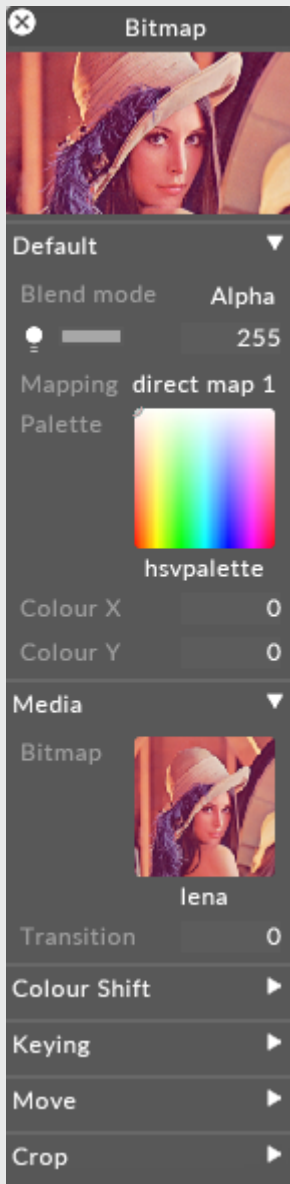 Bitmap
Default
Blend mode Alpha
255
Mapping direct map 1
Palette
hsvpalette
Colour X 0
Colour Y 0
Media
Bitmap
lena
Transition 0
Colour Shift
Keying
Move
Crop